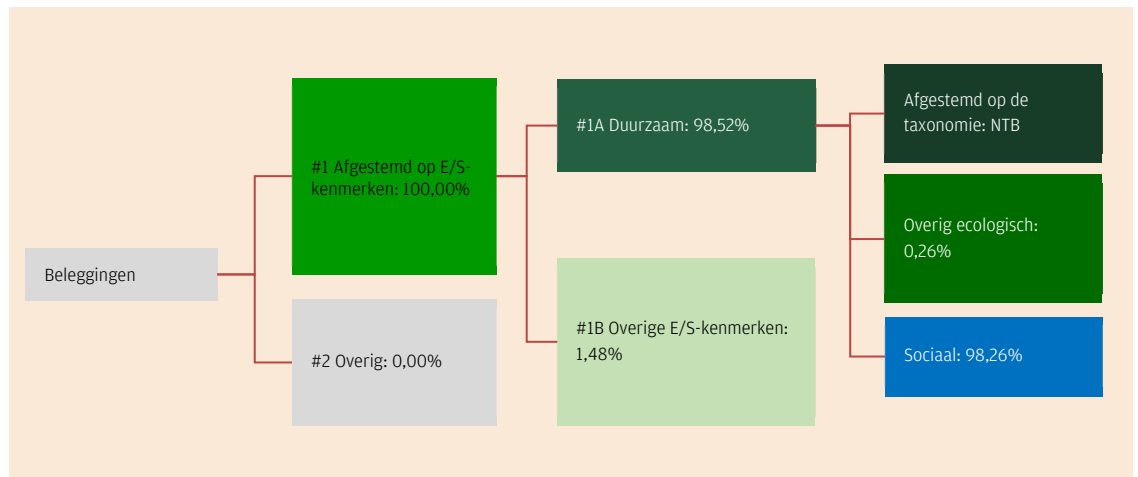 Beleggingen
#1 Afgestemd op E/S-
kenmerken: 100,00%
#2 Overig: 0,00%
#1A Duurzaam: 98,52%
#1B Overige E/S-kenmerken:
1,48%
Afgestemd op de
taxonomie: NTB
Overig ecologisch:
0,26%
Sociaal: 98,26%